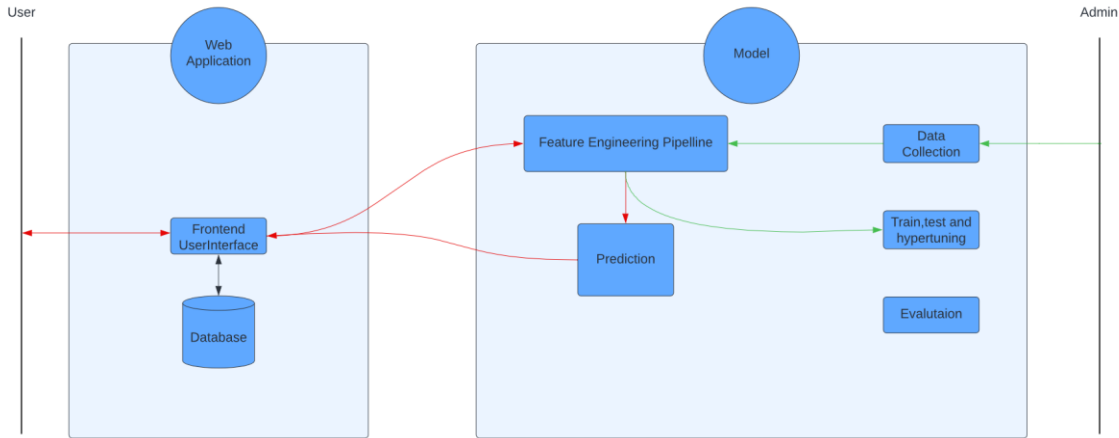 User
Admin
Web
Application
Model
Feature Engineering Pipelline
Data
Collection
Frontend
UserInterface
Train,test and
hypertuning
Prediction
Evalutaion
Database